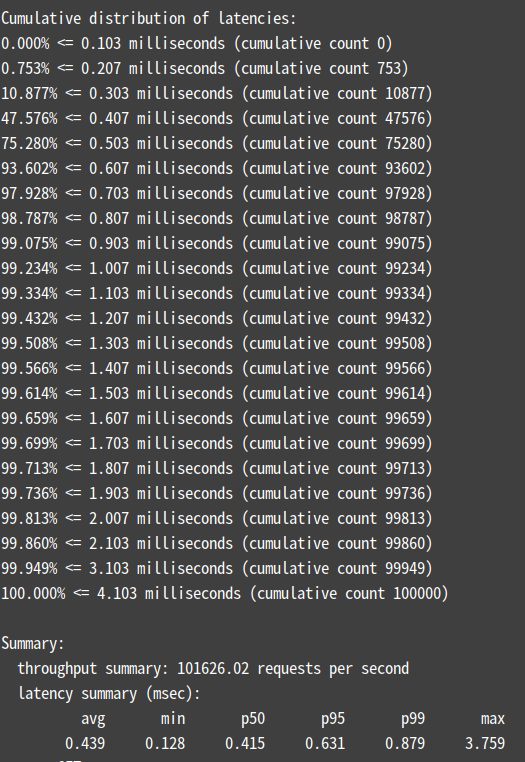 Cumulative distribution of latencies:
0.000% <= 0.103 milliseconds (cumulative count 0)
0.753% <= 0.207 milliseconds (cumulative count 753)
10.877% <= 0.303 milliseconds (cumulative count 10877)
47.576% <= 0.407 milliseconds (cumulative count 47576)
75.280% <= 0.503 milliseconds (cumulative count 75280)
93.602% <= 0.607 milliseconds (cumulative count 93602)
97.928% <= 0.703 milliseconds (cumulative count 97928)
98.787% <= 0.807 milliseconds (cumulative count 98787)
99.075% <= 0.903 milliseconds (cumulative count 99075)
99.234% <= 1.007 milliseconds (cumulative count 99234)
99.334% <= 1.103 milliseconds (cumulative count 99334)
99.432% <= 1.207 milliseconds (cumulative count 99432)
99.508% <= 1.303 milliseconds (cumulative count 99508)
99.566% <= 1.407 milliseconds (cumulative count 99566)
99.614% <= 1.503 milliseconds (cumulative count 99614)
99.659% <= 1.607 milliseconds (cumulative count 99659)
99.699% <= 1.703 milliseconds (cumulative count 99699)
99.713% <= 1.807 milliseconds (cumulative count 99713)
99.736% <= 1.903 milliseconds (cumulative count 99736)
99.813% <= 2.007 milliseconds (cumulative count 99813)
99.860% <= 2.103 milliseconds (cumulative count 99860)
99.949% <= 3.103 milliseconds (cumulative count 99949)
100.000% <= 4.103 milliseconds (cumulative count 100000)
Summary:
throughput summary: 101626.02 requests per second
latency summary (msec):
avg min p50 p95 p99 max
0.439 0.128 0.415 0.631 0.879 3.759